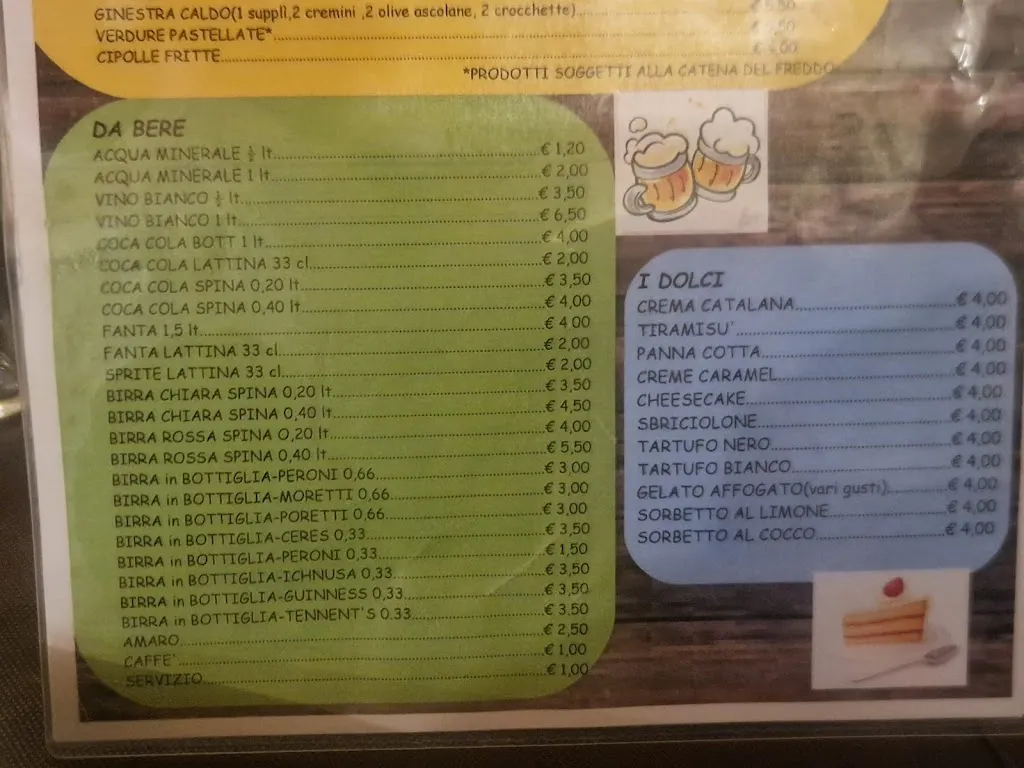 GINESTRA CALDO(1 supplì,2 cremini ,2 olive ascolane, 2 crocchette)
VERDURE PASTELLATE*
CIPOLLE FRITTE
*PRODOTTI SOGGETTI ALLA CATENA DEL FREDDO
DA BERE
ACQUA MINERALE ½ lt. € 1,20
ACQUA MINERALE 1 lt. € 2,00
VINO BIANCO ½ lt. € 3,50
VINO BIANCO 1 lt. € 6,50
COCA COLA BOTT 1 lt. € 4,00
COCA COLA LATTINA 33 cl. € 2,00
COCA COLA SPINA 0,20 lt. € 3,50
COCA COLA SPINA 0,40 lt. € 4,00
FANTA 1,5 lt. € 4 00
FANTA LATTINA 33 cl. € 2,00
SPRITE LATTINA 33 cl. € 2,00
BIRRA CHIARA SPINA 0,20 lt. € 3,50
BIRRA CHIARA SPINA 0,40 lt. € 4,50
BIRRA ROSSA SPINA 0,20 lt. € 4,00
BIRRA ROSSA SPINA 0,40 lt. € 5,50
BIRRA in BOTTIGLIA-PERONI 0,66 € 3,00
BIRRA in BOTTIGLIA-MORETTI 0,66 € 3,00
BIRRA in BOTTIGLIA-PORETTI 0,66 € 3,00
BIRRA in BOTTIGLIA-CERES 0,33 € 3,50
BIRRA in BOTTIGLIA-PERONI 0,33 € 1,50
BIRRA in BOTTIGLIA-ICHNUSA 0,33 € 3,50
BIRRA in BOTTIGLIA-GUINNESS 0,33 € 3,50
BIRRA in BOTTIGLIA-TENNENT'S 0.33 € 3,50
AMARO € 2,50
CAFFE' € 1,00
SERVIZIO € 1,00
I DOLCI
CREMA CATALANA € 4,00
TIRAMISU' € 4,00
PANNA COTTA € 4,00
CREME CARAMEL € 4,00
CHEESECAKE € 4,00
SBRICIOLONE € 4,00
TARTUFO NERO € 4,00
TARTUFO BIANCO € 4,00
GELATO AFFOGATO(vari gusti) € 4,00
SORBETTO AL LIMONE € 4,00
SORBETTO AL COCCO € 4,00